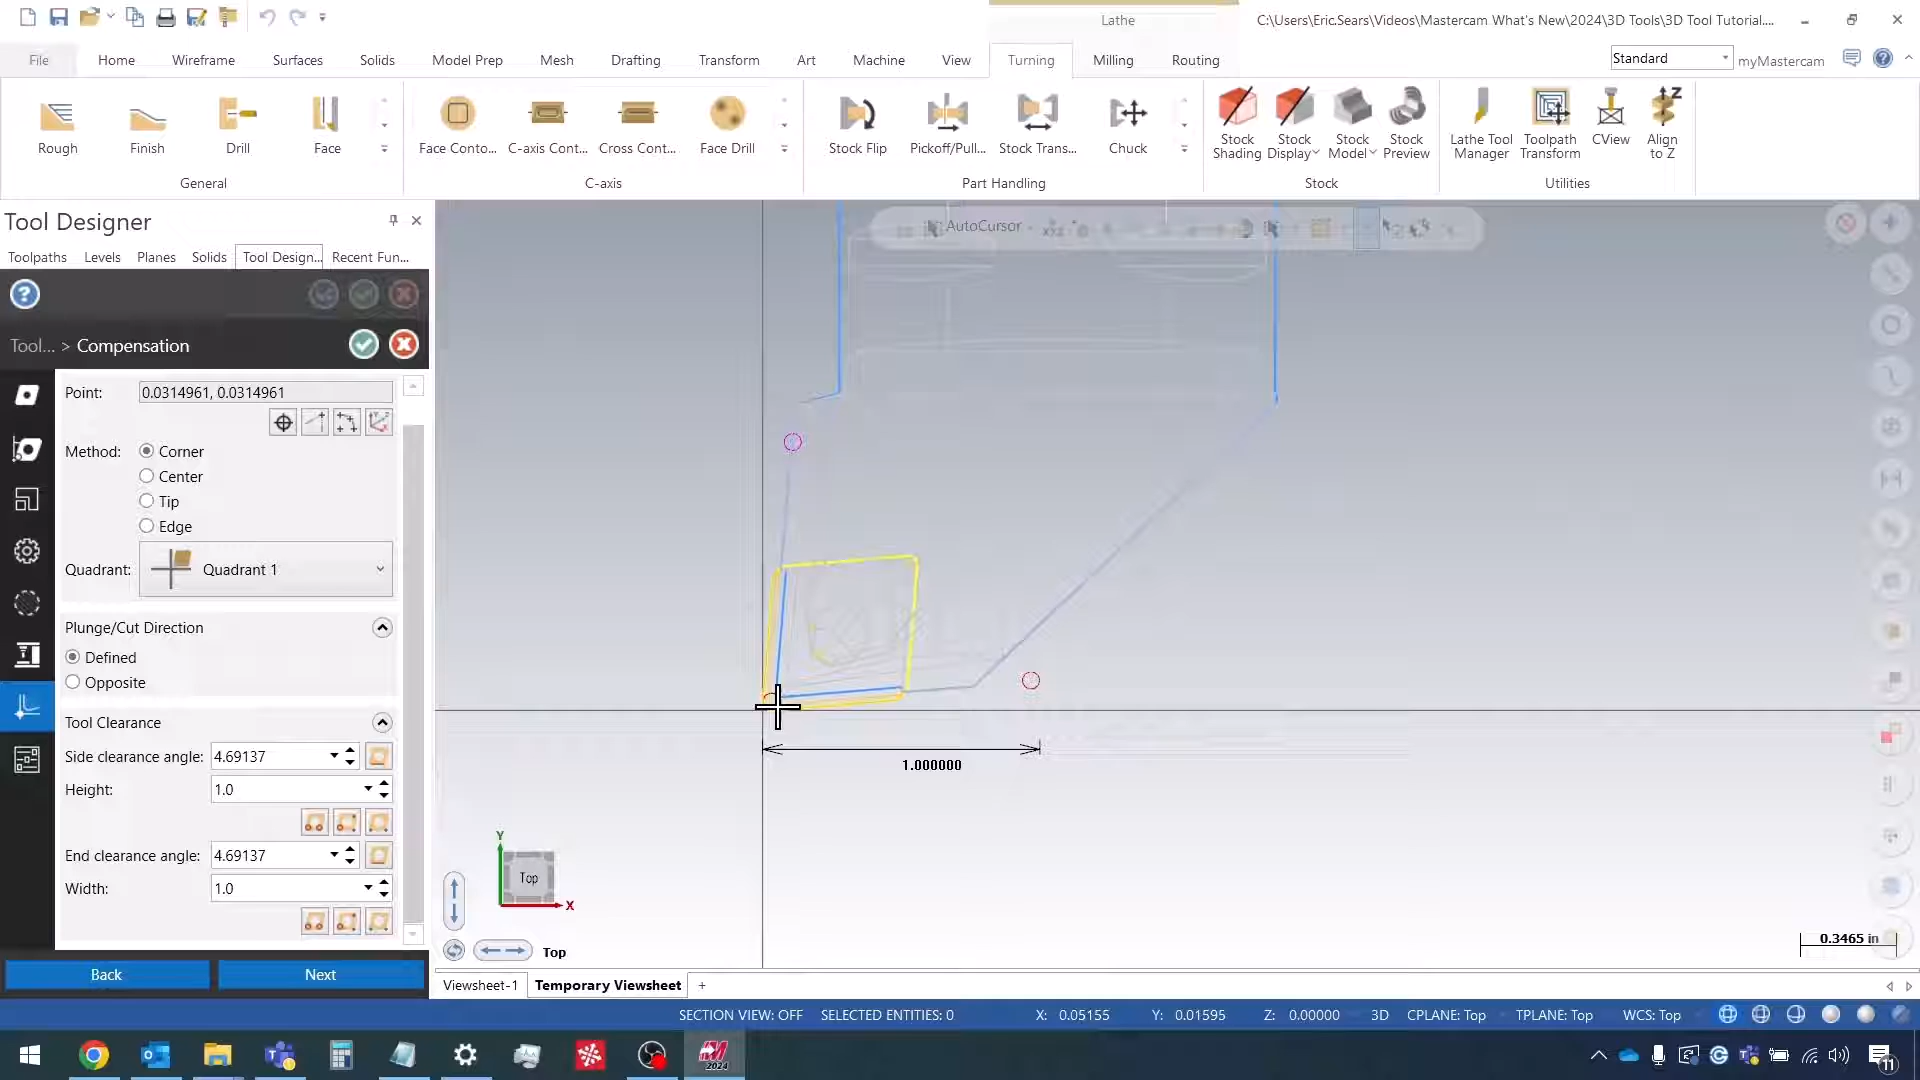 Lathe
C:\Users\Eric.Sears\Videos\Mastercam What's New\2024\3D Tools\3D Tool Tutorial....
File
Home
Wireframe
Surfaces
Solids
Model Prep
Mesh
Drafting
Transform
Art
Machine
View
Turning
Milling
Routing
Standard
myMastercam
Rough
Finish
Drill
Face
Face Conto...
C-axis Cont...
Cross Cont...
Face Drill
Stock Flip
Pickoff/Pull...
Stock Trans...
Chuck
Stock
Shading
Stock
Display
Stock
Model
Stock
Preview
Lathe Tool
Manager
Toolpath
Transform
CView
Align
to Z
General
C-axis
Part Handling
Stock
Utilities
Tool Designer
Toolpaths
Levels
Planes
Solids
Tool Design...
Recent Fun...
Tool... > Compensation
Point:
0.0314961, 0.0314961
Method:
Corner
Center
Tip
Edge
Quadrant:
Quadrant 1
Plunge/Cut Direction
Defined
Opposite
Tool Clearance
Side clearance angle:
4.69137
Height:
1.0
End clearance angle:
4.69137
Width:
1.0
Back
Next
AutoCursor
1.000000
Y
Top
X
Top
0.3465 in
Viewsheet-1
Temporary Viewsheet
+
SECTION VIEW: OFF
SELECTED ENTITIES: 0
X: 0.05155
Y: 0.01595
Z: 0.00000
3D
CPLANE: Top
TPLANE: Top
WCS: Top
2024
11